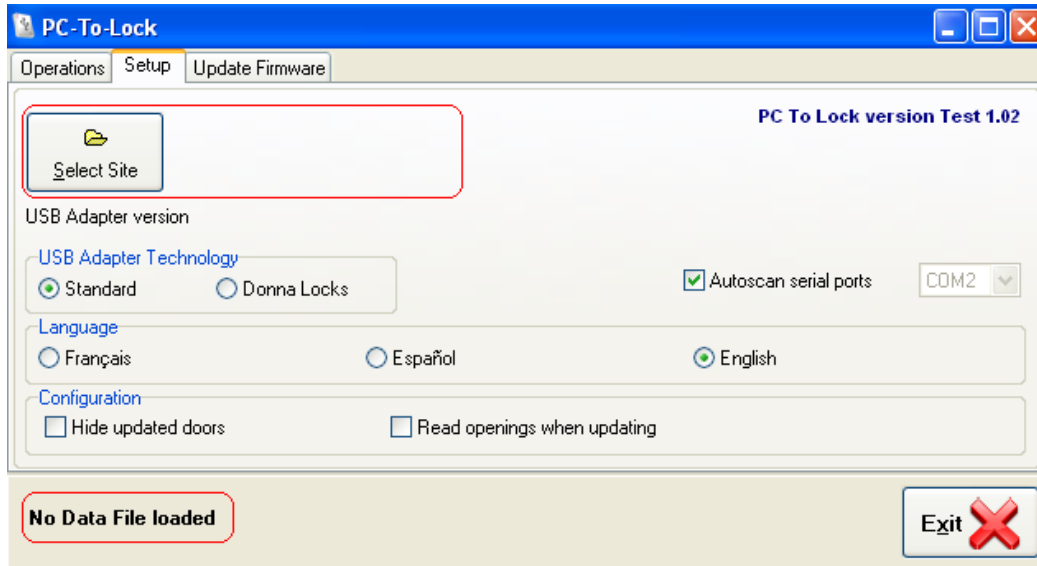 PC-To-Lock
Operations Setup Update Firmware
PC To Lock version Test 1.02
Select Site
USB Adapter version
USB Adapter Technology
Standard Donna Locks
Autoscan serial ports COM2
Language
Français Español English
Configuration
Hide updated doors Read openings when updating
No Data File loaded
Exit